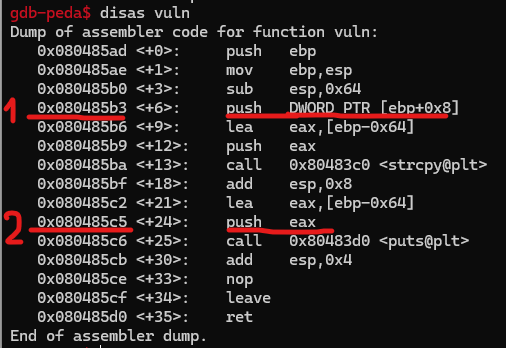 gdb-peda$ disas vuln
Dump of assembler code for function vuln:
0x080485ad <+0>: push ebp
0x080485ae <+1>: mov ebp,esp
0x080485b0 <+3>: sub esp,0x64
1 0x080485b3 <+6>: push DWORD PTR [ebp+0x8]
0x080485b6 <+9>: lea eax,[ebp-0x64]
0x080485b9 <+12>: push eax
0x080485ba <+13>: call 0x80483c0 <strcpy@plt>
0x080485bf <+18>: add esp,0x8
0x080485c2 <+21>: lea eax,[ebp-0x64]
2 0x080485c5 <+24>: push eax
0x080485c6 <+25>: call 0x80483d0 <puts@plt>
0x080485cb <+30>: add esp,0x4
0x080485ce <+33>: nop
0x080485cf <+34>: leave
0x080485d0 <+35>: ret
End of assembler dump.